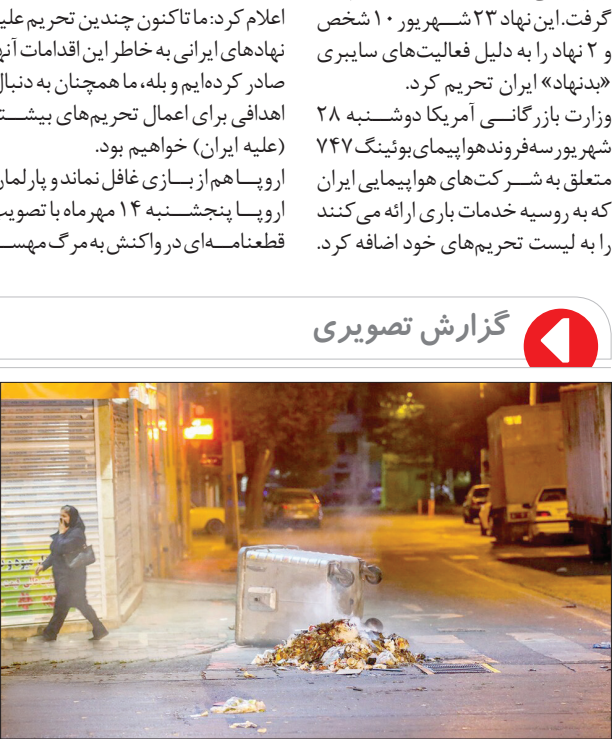 گرفت. این نهاد ۲۳ شهریور ۱۰ شخص
و ۲ نهاد را به دلیل فعالیت‌های سایبری
«بدنهاد» ایران تحریم کرد.
وزارت بازرگانی آمریکا دوشنبه ۲۸
شهریور سه فروند هواپیمای بوئینگ ۷۴۷
متعلق به شرکت‌های هواپیمایی ایران
که به روسیه خدمات باری ارائه می‌کنند
را به لیست تحریم‌های خود اضافه کرد.
اعلام کرد: ما تاکنون چندین تحریم علی
نهادهای ایرانی به خاطر این اقدامات آنه
صادر کرده‌ایم و بله، ما همچنان به دنبال
اهدافی برای اعمال تحریم‌های بیشت
(علیه ایران) خواهیم بود.
اروپا هم از بازی غافل نماند و پارلمان
اروپا پنجشنبه ۱۴ مهرماه با تصویب
قطعنامه‌ای در واکنش به مرگ مهس
گزارش تصویری